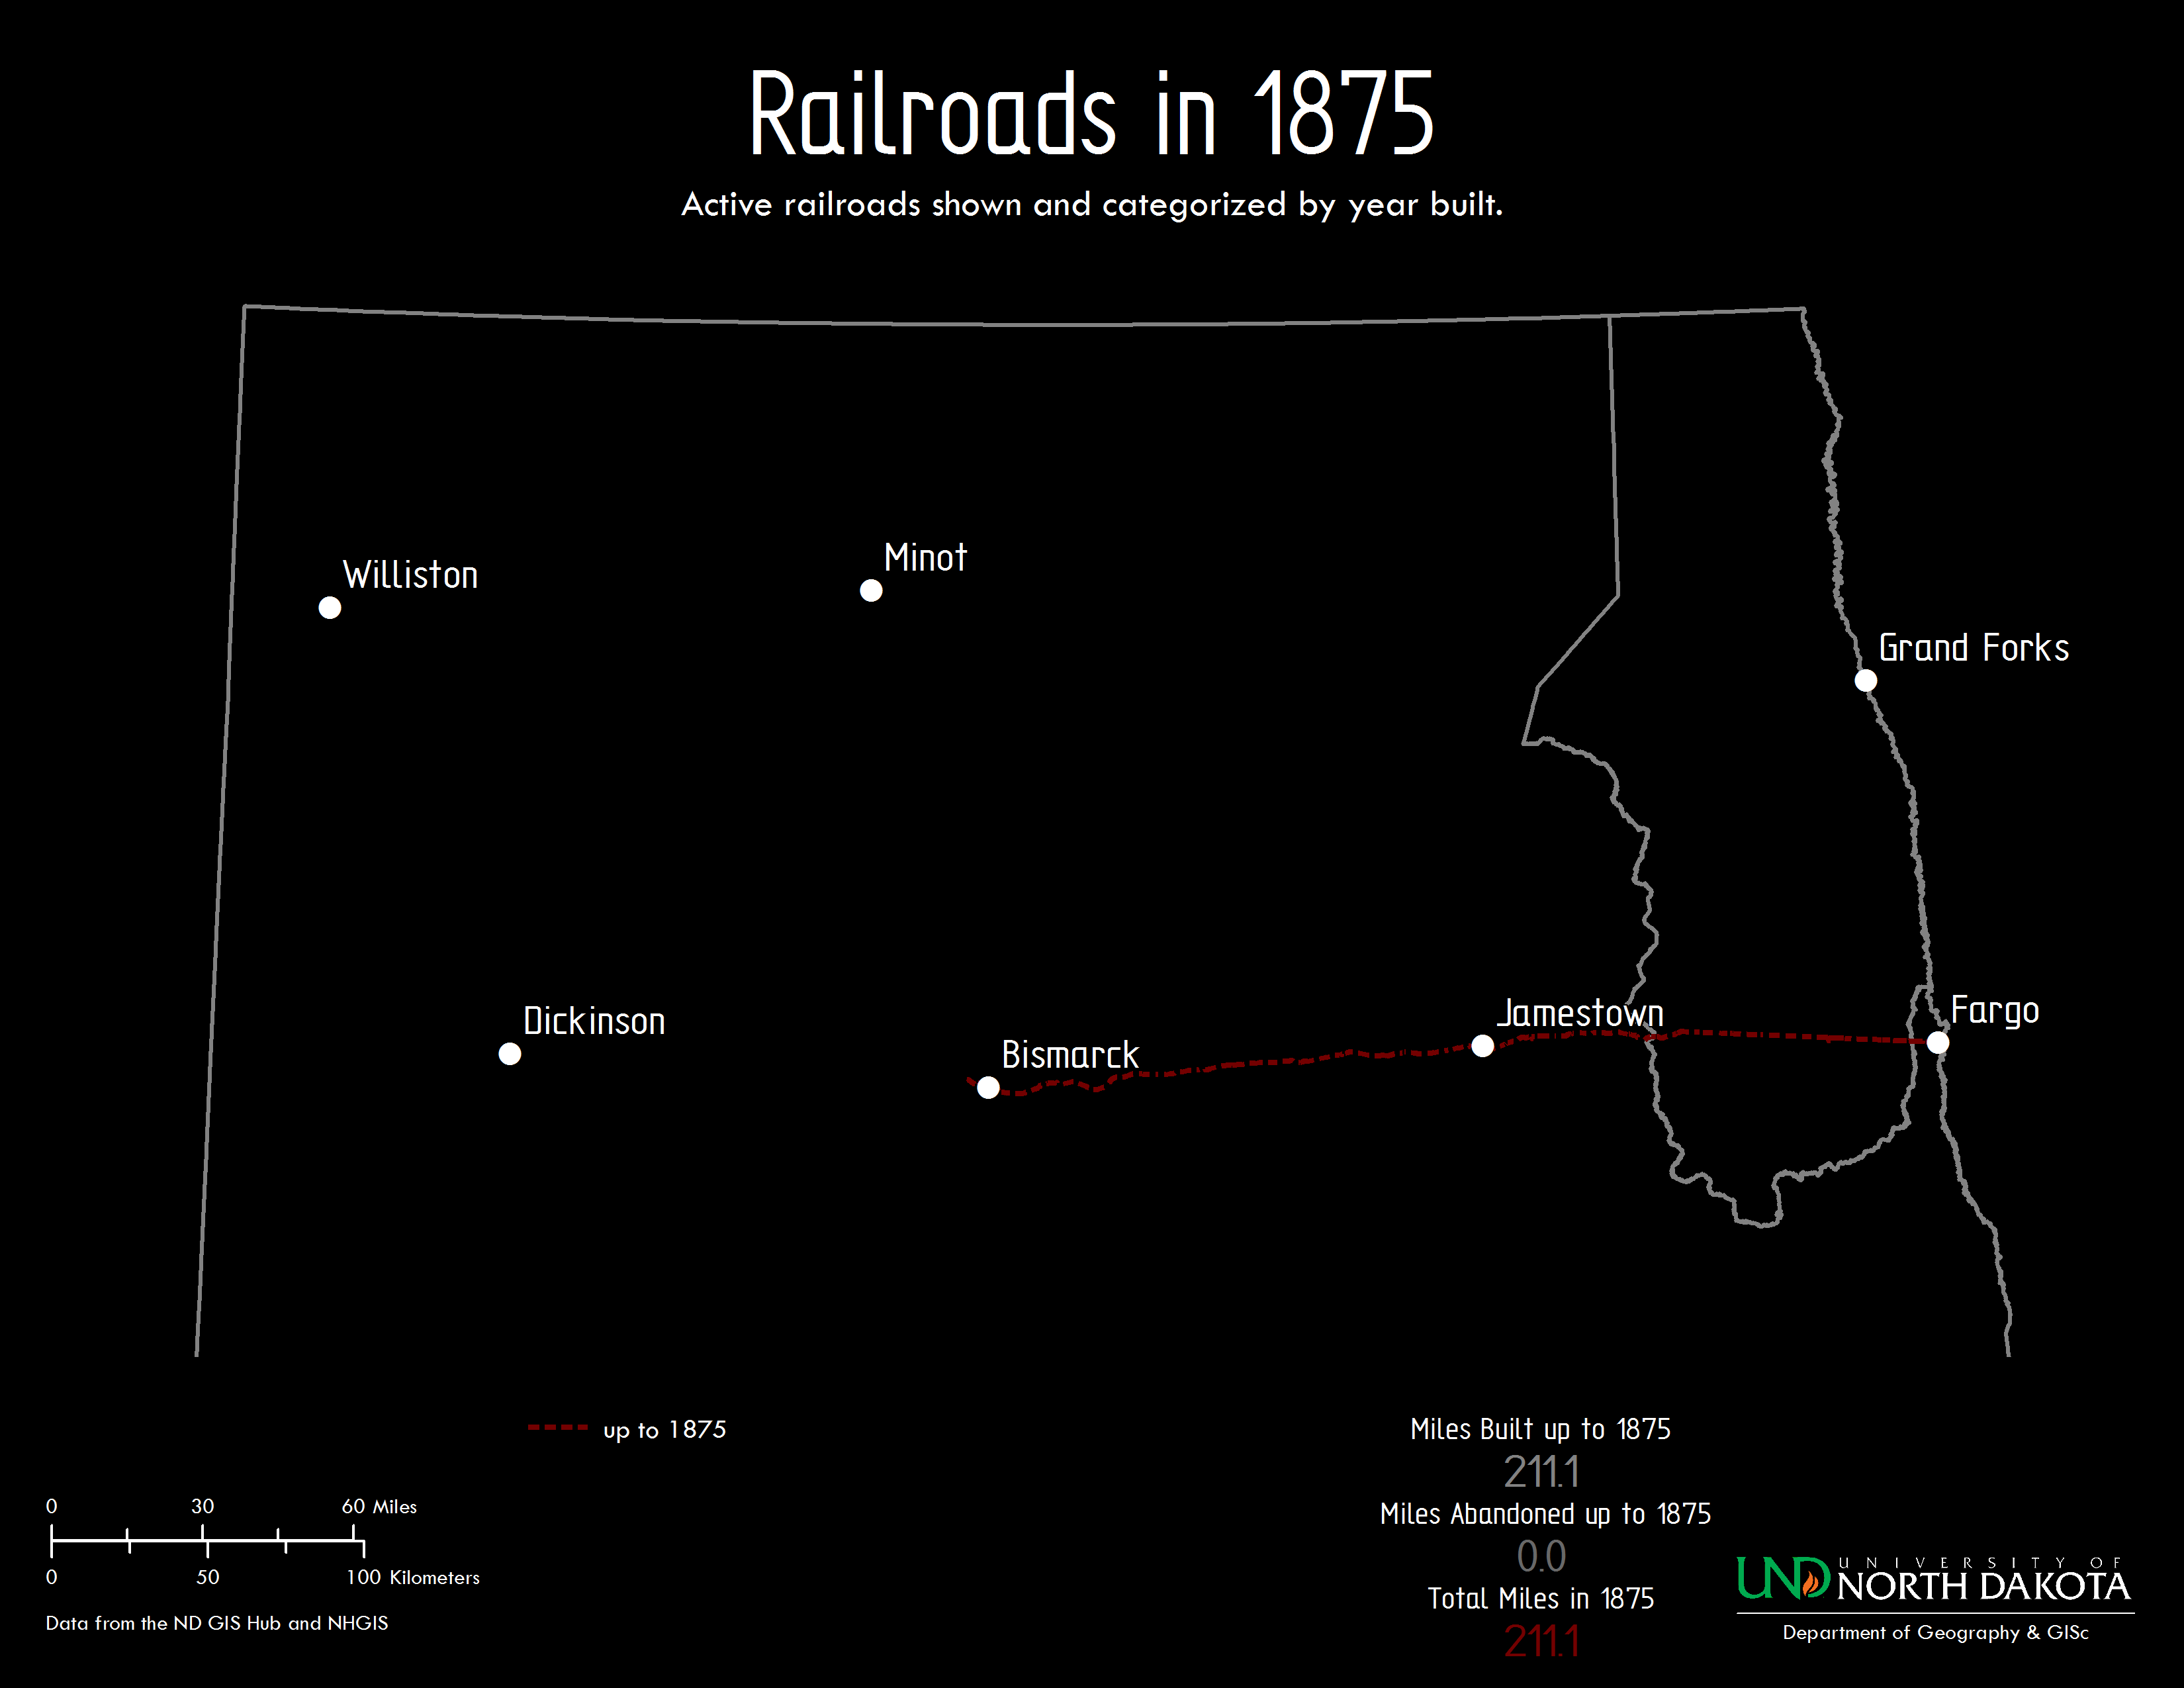 Railroads in 1875
Active railroads shown and categorized by year built.
Minot
Williston
Grand Forks
Dickinson
Bismarck
Jamestown
Fargo
up to 1875
0 30 60 Miles
0 50 100 Kilometers
Data from the ND GIS Hub and NHGIS
Miles Built up to 1875
211.1
Miles Abandoned up to 1875
0.0
Total Miles in 1875
211.1
UND UNIVERSITY OF
NORTH DAKOTA
Department of Geography & GISc